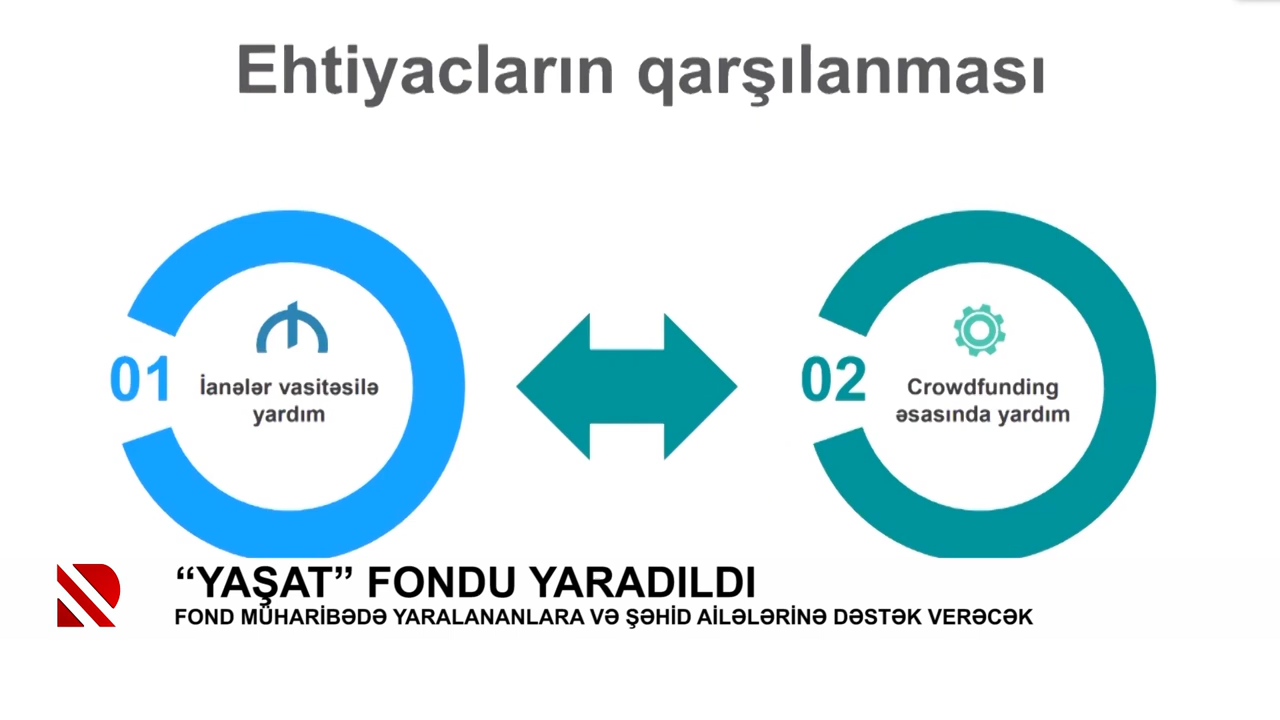 Ehtiyacların qarşılanması
01
İanələr vasitəsilə
yardım
02
Crowdfunding
əsasında yardım
“YAŞAT” FONDU YARADILDI
FOND MÜHARİBƏDƏ YARALANANLARA VƏ ŞƏHİD AİLƏLƏRİNƏ DƏSTƏK VERƏCƏK